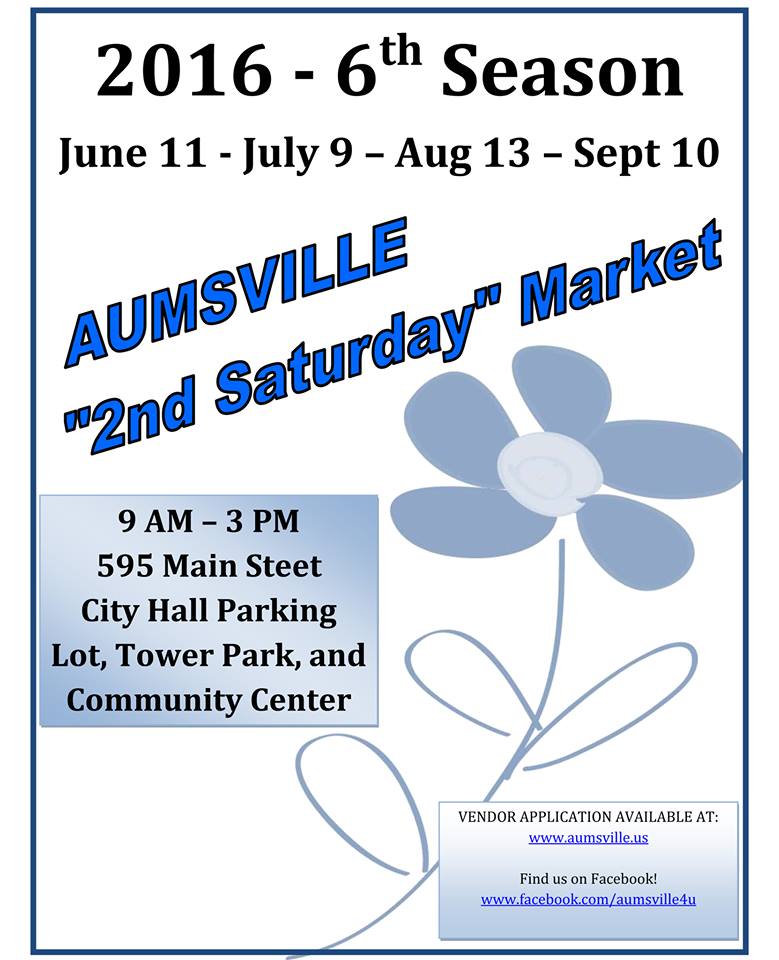 2016 - 6th Season
June 11 - July 9 – Aug 13 – Sept 10
AUMSVILLE
"2nd Saturday" Market
9 AM – 3 PM
595 Main Steet
City Hall Parking
Lot, Tower Park, and
Community Center
VENDOR APPLICATION AVAILABLE AT:
www.aumsville.us
Find us on Facebook!
www.facebook.com/aumsville4u